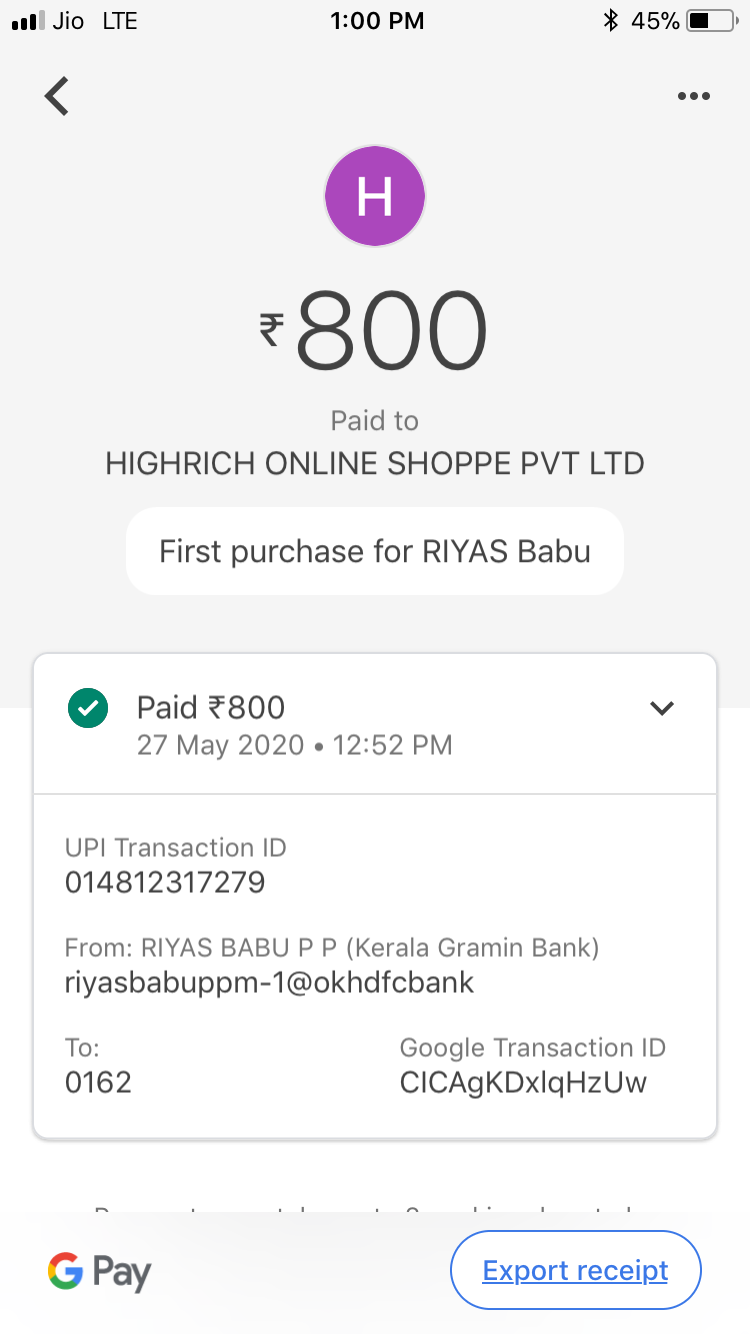 Jio LTE 1:00 PM 45%
H
₹800
Paid to
HIGHRICH ONLINE SHOPPE PVT LTD
First purchase for RIYAS Babu
Paid ₹800
27 May 2020 • 12:52 PM
UPI Transaction ID
014812317279
From: RIYAS BABU P P (Kerala Gramin Bank)
riyasbabuppm-1@okhdfcbank
To: Google Transaction ID
0162 CICAgKDxlqHzUw
G Pay Export receipt